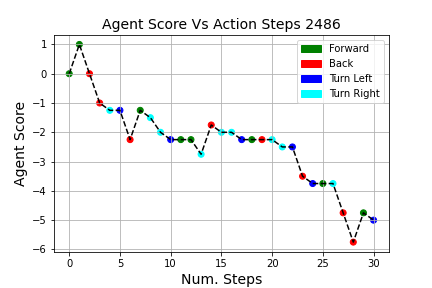 Agent Score Vs Action Steps 2486
Forward
Back
Turn Left
Turn Right
Agent Score
1
0
−1
−2
−3
−4
−5
−6
0 5 10 15 20 25 30
Num. Steps